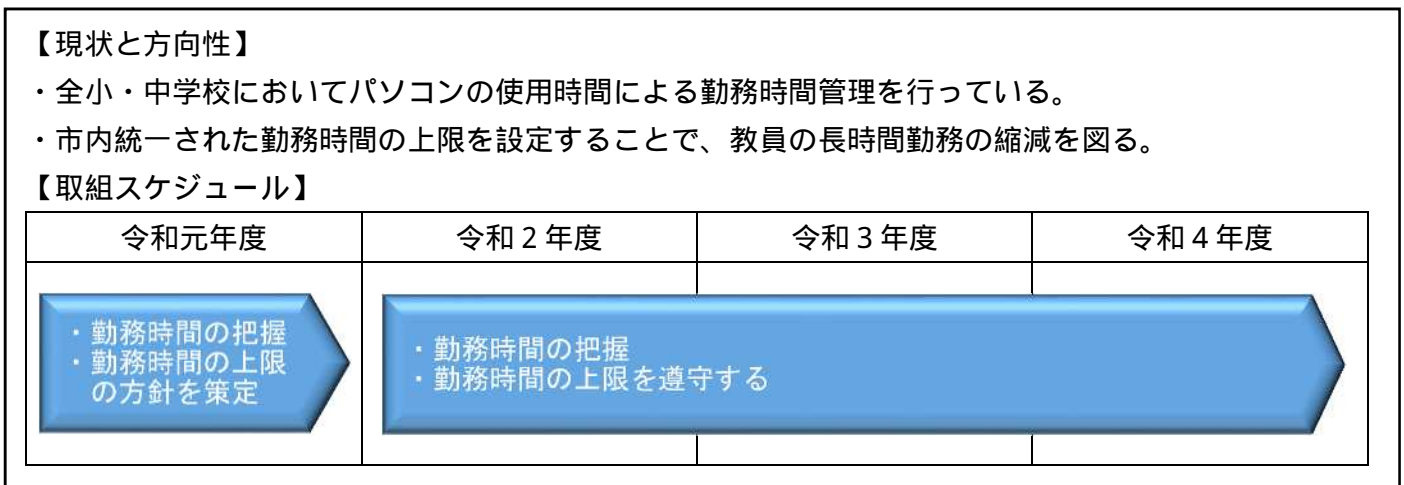 【現状と方向性】
・全小・中学校においてパソコンの使用時間による勤務時間管理を行っている。
・市内統一された勤務時間の上限を設定することで、教員の長時間勤務の縮減を図る。
【取組スケジュール】
令和元年度 令和２年度 令和３年度 令和４年度
・勤務時間の把握
・勤務時間の上限
の方針を策定
・勤務時間の把握
・勤務時間の上限を遵守する